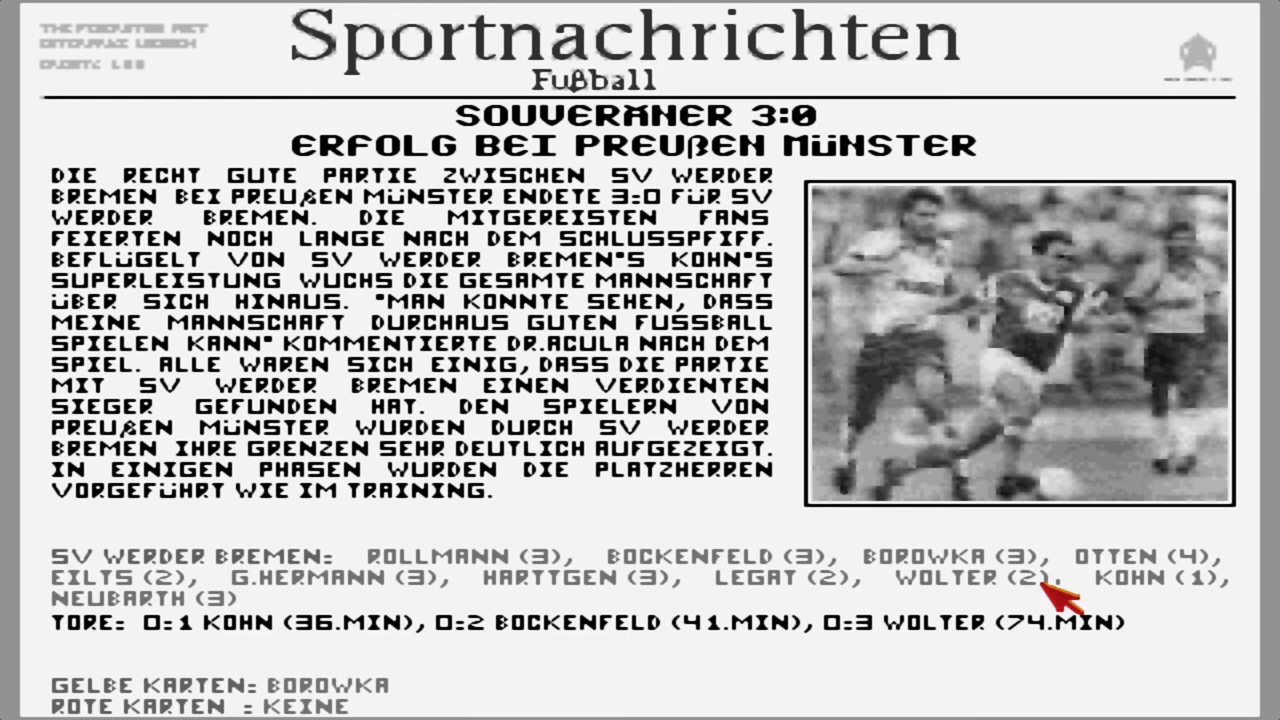 Sportnachrichten
Fußball
SOUVERÄNER 3:0
ERFOLG BEI PREUßEN MÜNSTER
DIE RECHT GUTE PARTIE ZWISCHEN SV WERDER
BREMEN BEI PREUßEN MÜNSTER ENDETE 3:0 FÜR SV
WERDER BREMEN. DIE MITGEREISTEN FANS
FEIERTEN NOCH LANGE NACH DEM SCHLUSSPFIFF.
BEFLÜGELT VON SV WERDER BREMEN'S KOHN'S
SUPERLEISTUNG WUCHS DIE GESAMTE MANNSCHAFT
ÜBER SICH HINAUS. "MAN KONNTE SEHEN, DASS
MEINE MANNSCHAFT DURCHAUS GUTEN FUSSBALL
SPIELEN KANN" KOMMENTIERTE DR.ACULA NACH DEM
SPIEL. ALLE WAREN SICH EINIG, DASS DIE PARTIE
MIT SV WERDER BREMEN EINEN VERDIENTEN
SIEGER GEFUNDEN HAT. DEN SPIELERN VON
PREUßEN MÜNSTER WURDEN DURCH SV WERDER
BREMEN IHRE GRENZEN SEHR DEUTLICH AUFGEZEIGT.
IN EINIGEN PHASEN WURDEN DIE PLATZHERREN
VORGEFÜHRT WIE IM TRAINING.
SV WERDER BREMEN: ROLLMANN (3), BOCKENFELD (3), BOROWKA (3), OTTEN (4),
EILTS (2), G.HERMANN (3), HARTTGEN (3), LEGAT (2), WOLTER (2), KOHN (1),
NEUBARTH (3)
TORE: 0:1 KOHN (36.MIN), 0:2 BOCKENFELD (41.MIN), 0:3 WOLTER (74.MIN)
GELBE KARTEN: BOROWKA
ROTE KARTEN : KEINE